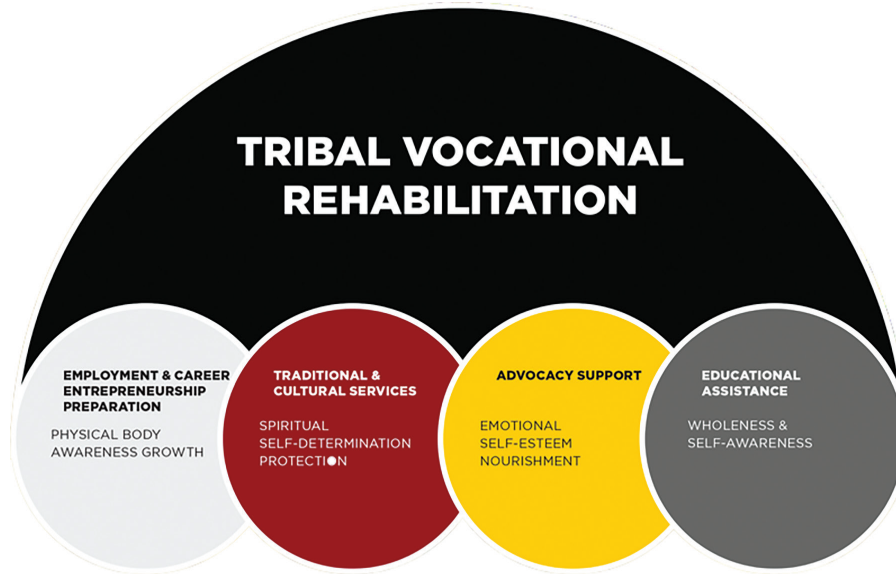 TRIBAL VOCATIONAL
REHABILITATION
EMPLOYMENT & CAREER
ENTREPRENEURSHIP
PREPARATION
PHYSICAL BODY
AWARENESS GROWTH
TRADITIONAL &
CULTURAL SERVICES
SPIRITUAL
SELF-DETERMINATION
PROTECTION
ADVOCACY SUPPORT
EMOTIONAL
SELF-ESTEEM
NOURISHMENT
EDUCATIONAL
ASSISTANCE
WHOLENESS &
SELF-AWARENESS